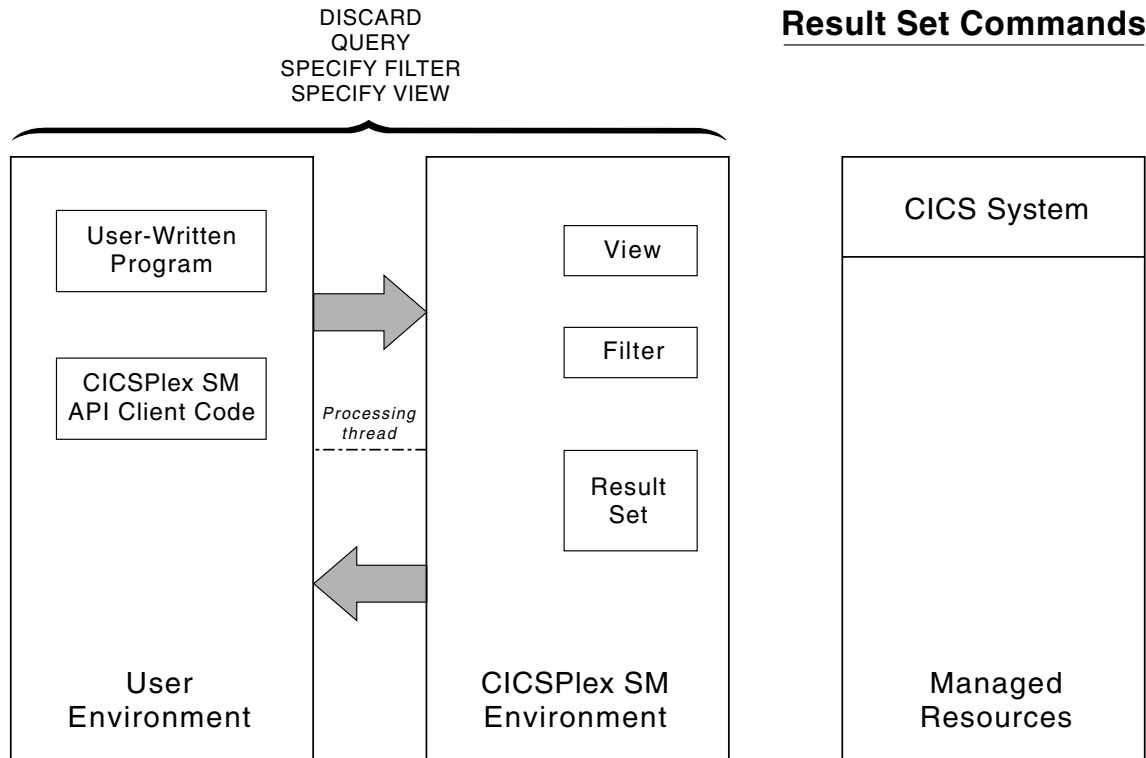 Result Set Commands
DISCARD
QUERY
SPECIFY FILTER
SPECIFY VIEW
User-Written
Program
CICSPlex SM
API Client Code
User
Environment
Processing
thread
View
Filter
Result
Set
CICSPlex SM
Environment
CICS System
Managed
Resources